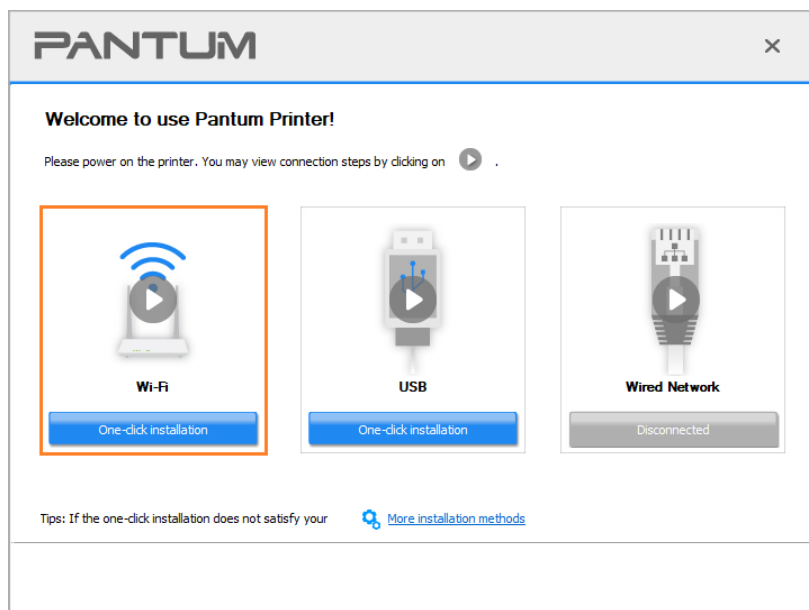 PANTUM
Welcome to use Pantum Printer!
Please power on the printer. You may view connection steps by clicking on .
Wi-Fi
USB
Wired Network
One-click installation
One-click installation
Disconnected
Tips: If the one-click installation does not satisfy your
More installation methods